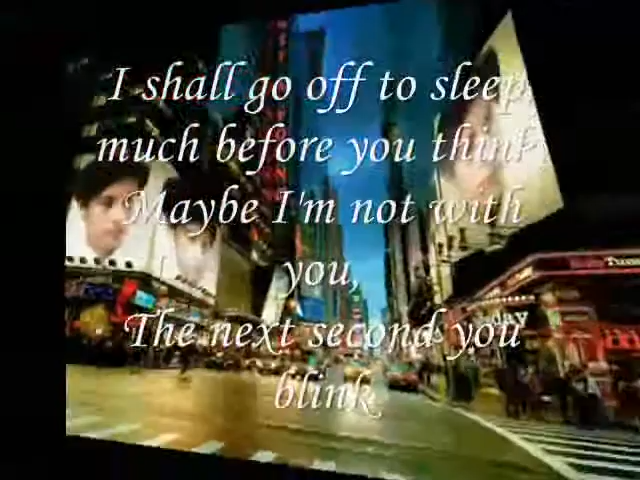 I shall go off to sleep
much before you think
Maybe I'm not with
you,
The next second you
blink